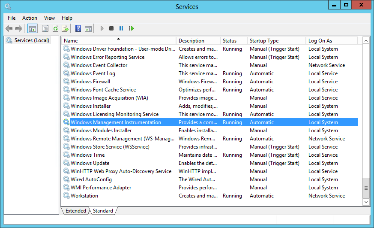 Services
File Action View Help
Services (Local)
Name Description Status Startup Type Log On As
Windows Driver Foundation - User-mode Driv... Creates and ma... Running Manual (Trigger Start) Local System
Windows Error Reporting Service Allows errors to... Manual (Trigger Start) Local System
Windows Event Collector This service ma... Manual Network Service
Windows Event Log This service ma... Running Automatic Local Service
Windows Firewall Windows Firewal... Running Automatic Local Service
Windows Font Cache Service Optimizes perfo... Running Automatic Local Service
Windows Image Acquisition (WIA) Provides image... Manual Local Service
Windows Installer Adds, modifies... Manual Local System
Windows Licensing Monitoring Service This service mo... Running Automatic Local System
Windows Management Instrumentation Provides a com... Running Automatic Local System
Windows Modules Installer Enables installa... Manual Local System
Windows Remote Management (WS-Manag... Windows Rem... Running Automatic Network Service
Windows Store Service (WSService) Provides infrast... Manual (Trigger Start) Local System
Windows Time Maintains date... Running Manual (Trigger Start) Local Service
Windows Update Enables the det... Manual (Trigger Start) Local System
WinHTTP Web Proxy Auto-Discovery Service WinHTTP impl... Manual Local Service
Wired AutoConfig The Wired Aut... Manual Local System
WMI Performance Adapter Provides perfor... Manual Local System
Workstation Creates and ma... Running Automatic Network Service
Extended Standard